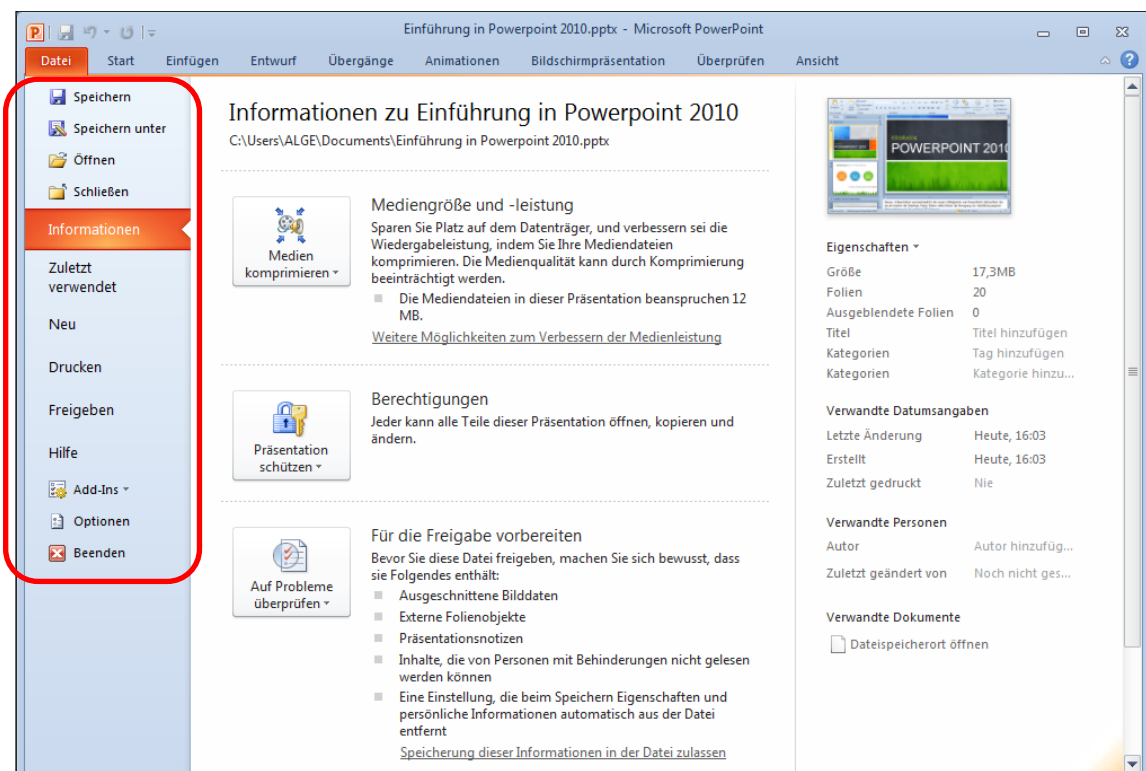 Einführung in Powerpoint 2010.pptx - Microsoft PowerPoint
Datei Start Einfügen Entwurf Übergänge Animationen Bildschirmpräsentation Überprüfen Ansicht
Speichern
Speichern unter
Öffnen
Schließen
Informationen
Zuletzt
verwendet
Neu
Drucken
Freigeben
Hilfe
Add-Ins
Optionen
Beenden
Informationen zu Einführung in Powerpoint 2010
C:\Users\ALGE\Documents\Einführung in Powerpoint 2010.pptx
Medien
komprimieren
Mediengröße und -leistung
Sparen Sie Platz auf dem Datenträger, und verbessern sei die
Wiedergabeleistung, indem Sie Ihre Mediendateien
komprimieren. Die Medienqualität kann durch Komprimierung
beeinträchtigt werden.
Die Mediendateien in dieser Präsentation beanspruchen 12
MB.
Weitere Möglichkeiten zum Verbessern der Medienleistung
Präsentation
schützen
Berechtigungen
Jeder kann alle Teile dieser Präsentation öffnen, kopieren und
ändern.
Auf Probleme
überprüfen
Für die Freigabe vorbereiten
Bevor Sie diese Datei freigeben, machen Sie sich bewusst, dass
sie Folgendes enthält:
Ausgeschnittene Bilddaten
Externe Folienobjekte
Präsentationsnotizen
Inhalte, die von Personen mit Behinderungen nicht gelesen
werden können
Eine Einstellung, die beim Speichern Eigenschaften und
persönliche Informationen automatisch aus der Datei
entfernt
Speicherung dieser Informationen in der Datei zulassen
POWERPOINT 2010
Eigenschaften
Größe 17,3MB
Folien 20
Ausgeblendete Folien 0
Titel Titel hinzufügen
Kategorien Tag hinzufügen
Kategorien Kategorie hinzu...
Verwandte Datumsangaben
Letzte Änderung Heute, 16:03
Erstellt Heute, 16:03
Zuletzt gedruckt Nie
Verwandte Personen
Autor Autor hinzufüg...
Zuletzt geändert von Noch nicht ges...
Verwandte Dokumente
Dateispeicherort öffnen